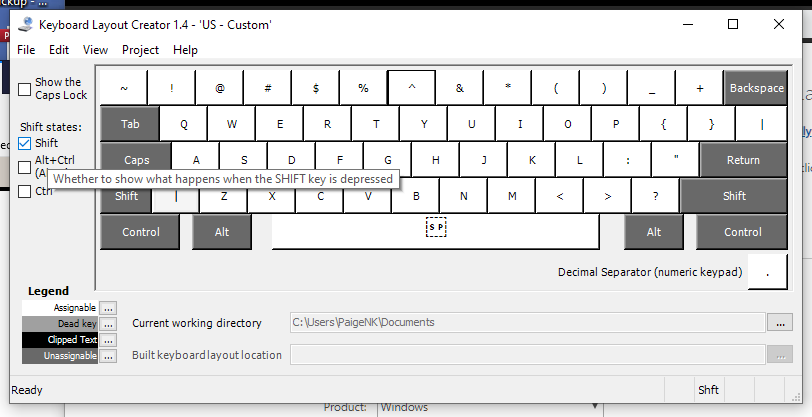 ckup - ...
Keyboard Layout Creator 1.4 - 'US - Custom'
File Edit View Project Help
Show the
Caps Lock
~ ! @ # $ % ^ & * ( ) _ + Backspace
Tab Q W E R T Y U I O P { } |
Shift states:
Shift
Alt+Ctrl
Caps A S D F G H J K L : " Return
Whether to show what happens when the SHIFT key is depressed
Ctrl
Shift | Z X C V B N M < > ? Shift
Control Alt SP Alt Control
Decimal Separator (numeric keypad) .
Legend
Assignable ...
Dead key ...
Clipped Text ...
Unassignable ...
Current working directory C:\Users\PaigeNK\Documents ...
Built keyboard layout location ...
Ready Shft
Product: Windows